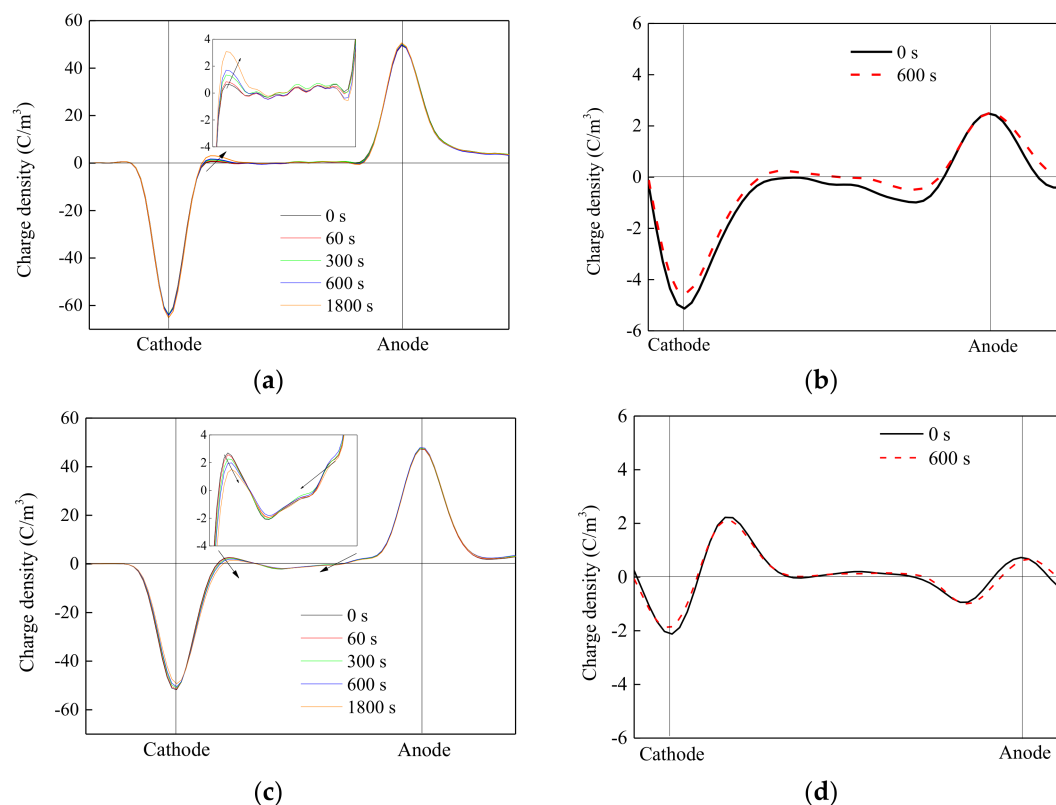 60
40
20
0
-20
-40
-60
Charge density (C/m³)
4
2
0
-2
-4
0 s
60 s
300 s
600 s
1800 s
Cathode
Anode
(a)
6
4
2
0
-2
-4
-6
Charge density (C/m³)
0 s
600 s
Cathode
Anode
(b)
60
40
20
0
-20
-40
-60
Charge density (C/m³)
4
2
0
-2
-4
0 s
60 s
300 s
600 s
1800 s
Cathode
Anode
(c)
6
4
2
0
-2
-4
-6
Charge density (C/m³)
0 s
600 s
Cathode
Anode
(d)